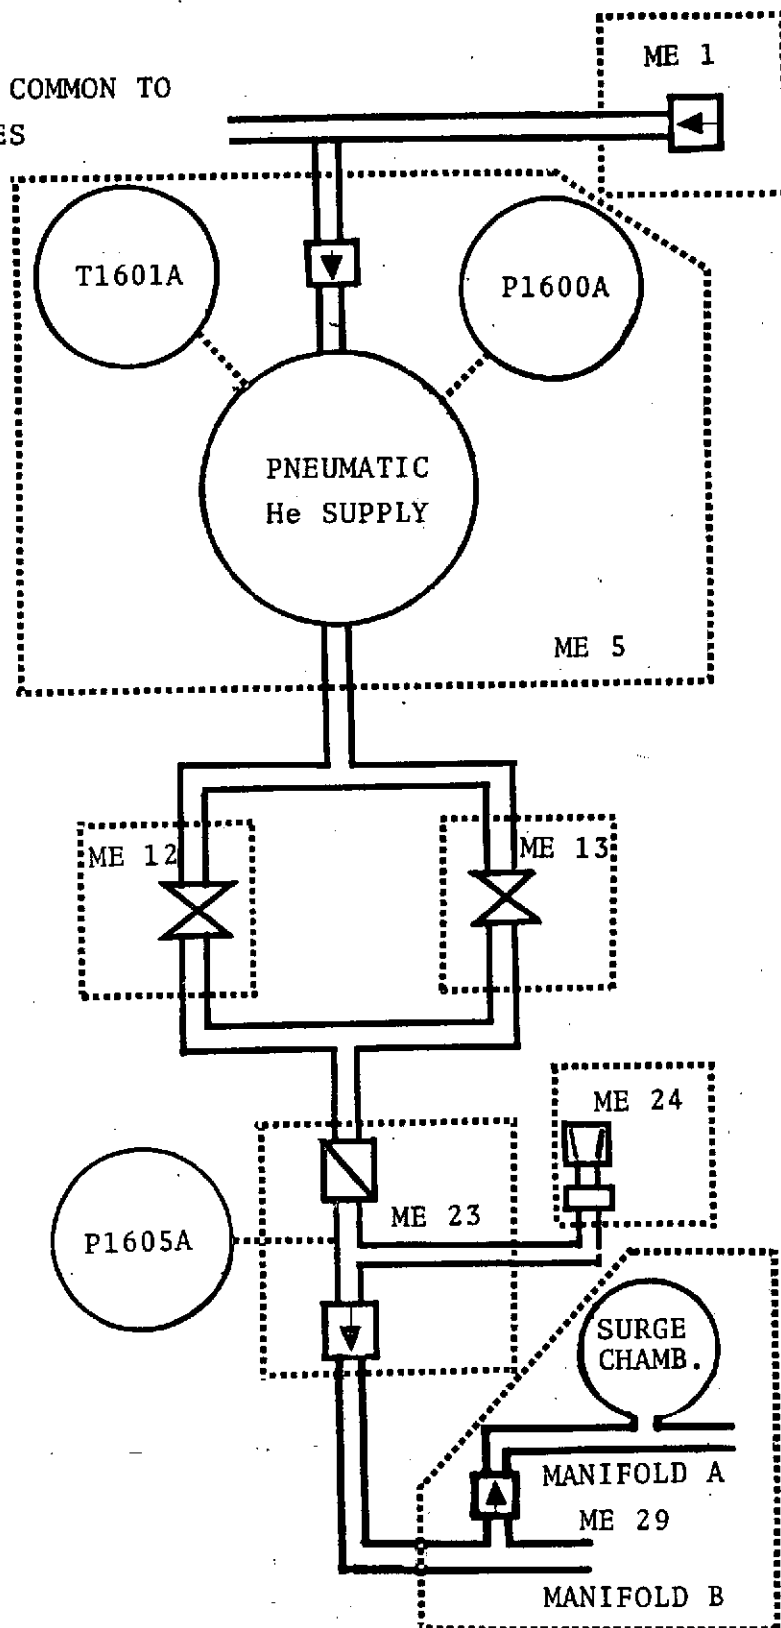 COMMON TO
ES
ME 1
T1601A
P1600A
PNEUMATIC
He SUPPLY
ME 5
ME 12
ME 13
ME 24
ME 23
P1605A
SURGE
CHAMB.
MANIFOLD A
ME 29
MANIFOLD B